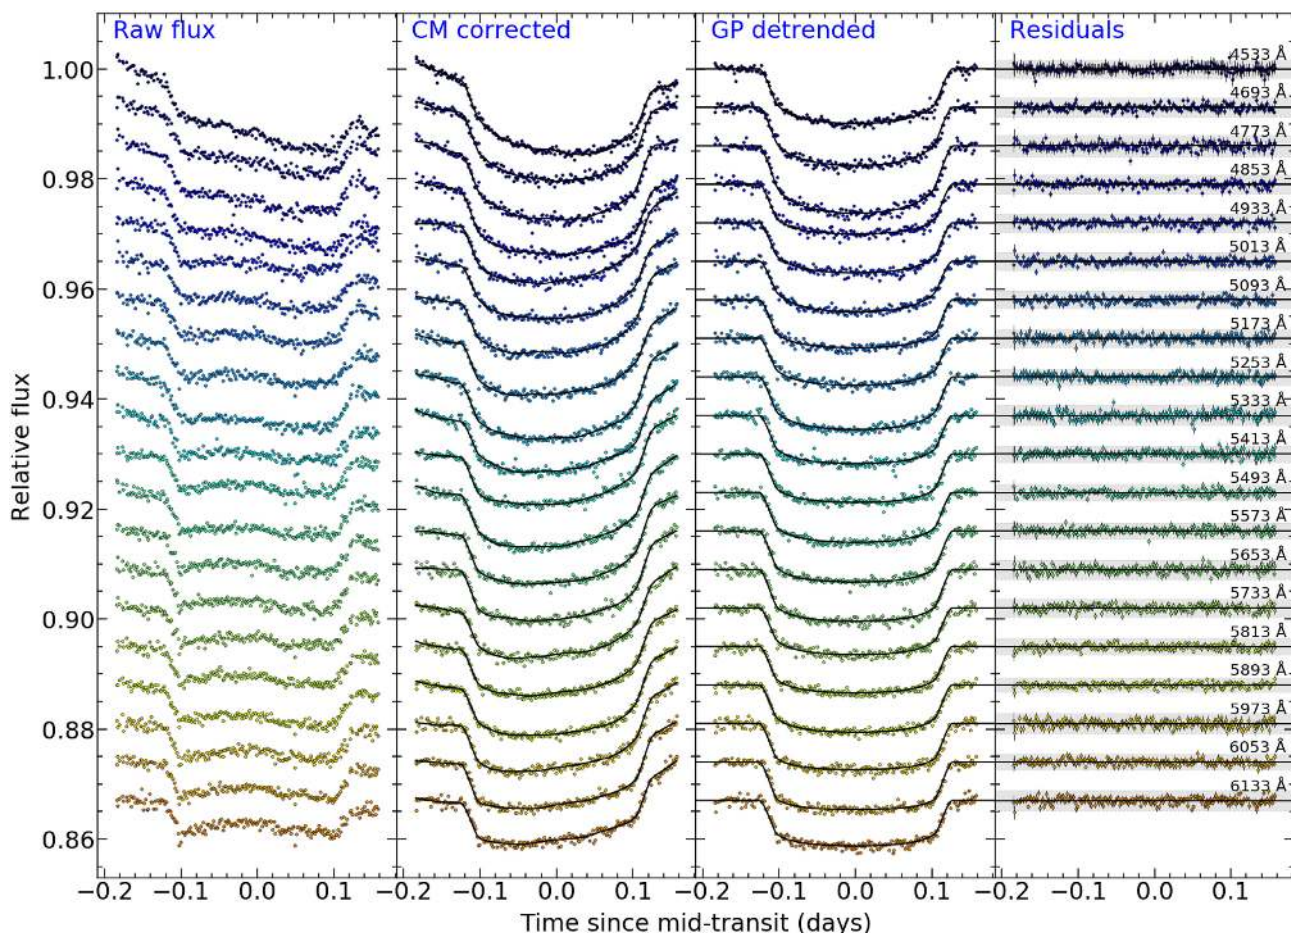 Raw flux
CM corrected
GP detrended
Residuals
Relative flux
1.00
0.98
0.96
0.94
0.92
0.90
0.88
0.86
4533 Å
4693 Å
4773 Å
4853 Å
4933 Å
5013 Å
5093 Å
5173 Å
5253 Å
5333 Å
5413 Å
5493 Å
5573 Å
5653 Å
5733 Å
5813 Å
5893 Å
5973 Å
6053 Å
6133 Å
−0.2 −0.1 0.0 0.1 −0.2 −0.1 0.0 0.1 −0.2 −0.1 0.0 0.1 −0.2 −0.1 0.0 0.1
Time since mid-transit (days)